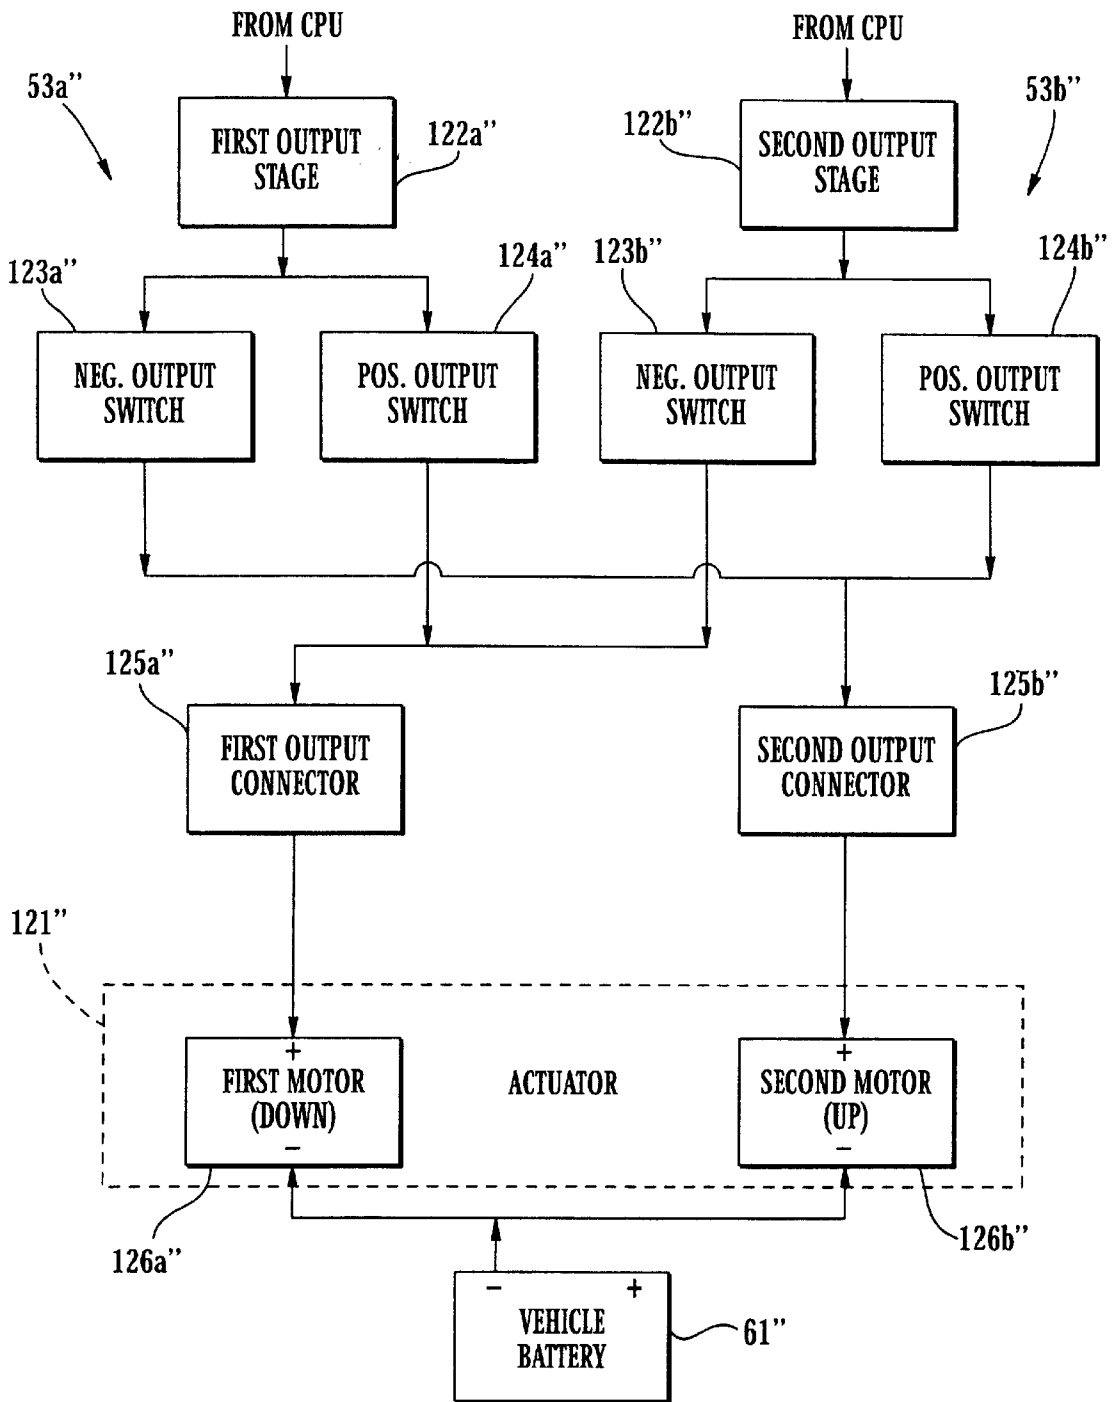 FROM CPU
FROM CPU
53a”
53b”
FIRST OUTPUT
STAGE
122a”
122b”
SECOND OUTPUT
STAGE
123a”
124a”
123b”
124b”
NEG. OUTPUT
SWITCH
POS. OUTPUT
SWITCH
NEG. OUTPUT
SWITCH
POS. OUTPUT
SWITCH
125a”
125b”
FIRST OUTPUT
CONNECTOR
SECOND OUTPUT
CONNECTOR
121”
+
FIRST MOTOR
(DOWN)
−
ACTUATOR
+
SECOND MOTOR
(UP)
−
126a”
126b”
− +
VEHICLE
BATTERY
61”